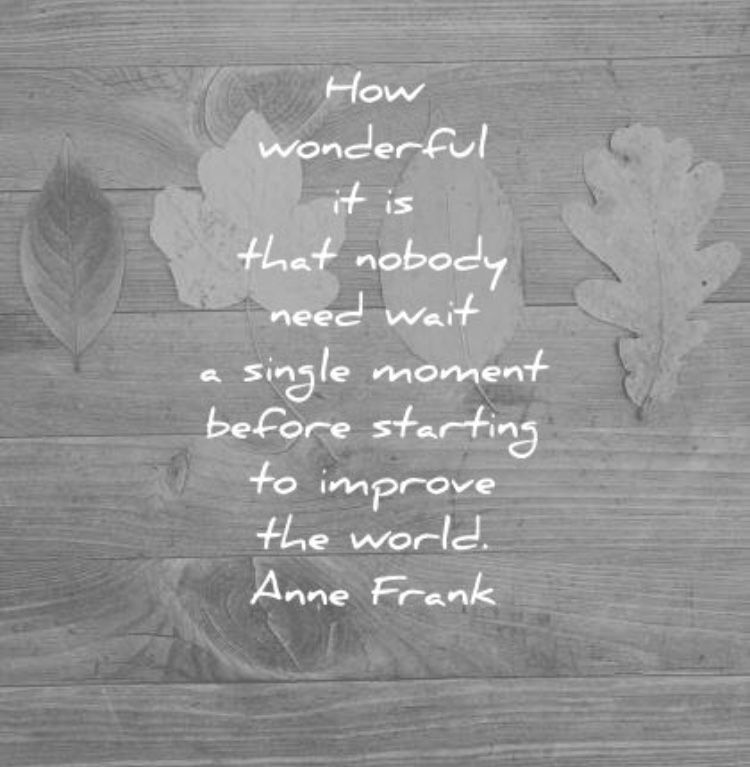 How
wonderful
it is
that nobody
need wait
a single moment
before starting
to improve
the world.
Anne Frank